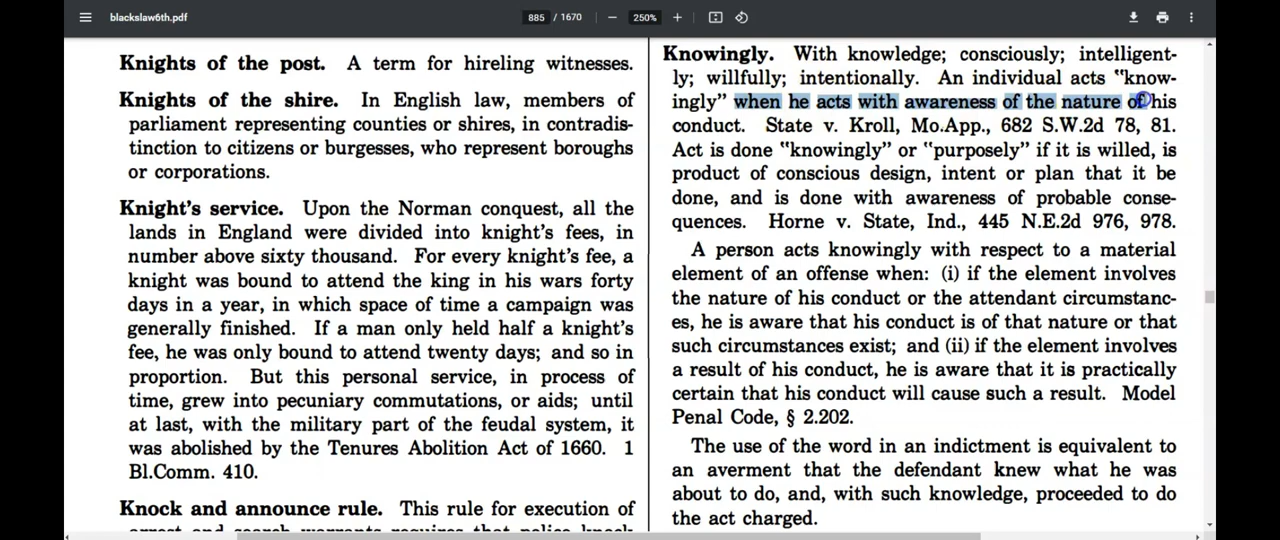 blackslaw6th.pdf
885 / 1670
250%
Knights of the post. A term for hireling witnesses.
Knights of the shire. In English law, members of
parliament representing counties or shires, in contradis-
tinction to citizens or burgesses, who represent boroughs
or corporations.
Knight's service. Upon the Norman conquest, all the
lands in England were divided into knight's fees, in
number above sixty thousand. For every knight's fee, a
knight was bound to attend the king in his wars forty
days in a year, in which space of time a campaign was
generally finished. If a man only held half a knight's
fee, he was only bound to attend twenty days; and so in
proportion. But this personal service, in process of
time, grew into pecuniary commutations, or aids; until
at last, with the military part of the feudal system, it
was abolished by the Tenures Abolition Act of 1660. 1
Bl.Comm. 410.
Knock and announce rule. This rule for execution of
arrest and search warrants requires that police knock
Knowingly. With knowledge; consciously; intelligent-
ly; willfully; intentionally. An individual acts "know-
ingly" when he acts with awareness of the nature of his
conduct. State v. Kroll, Mo.App., 682 S.W.2d 78, 81.
Act is done "knowingly" or "purposely" if it is willed, is
product of conscious design, intent or plan that it be
done, and is done with awareness of probable conse-
quences. Horne v. State, Ind., 445 N.E.2d 976, 978.
A person acts knowingly with respect to a material
element of an offense when: (i) if the element involves
the nature of his conduct or the attendant circumstanc-
es, he is aware that his conduct is of that nature or that
such circumstances exist; and (ii) if the element involves
a result of his conduct, he is aware that it is practically
certain that his conduct will cause such a result. Model
Penal Code, § 2.202.
The use of the word in an indictment is equivalent to
an averment that the defendant knew what he was
about to do, and, with such knowledge, proceeded to do
the act charged.